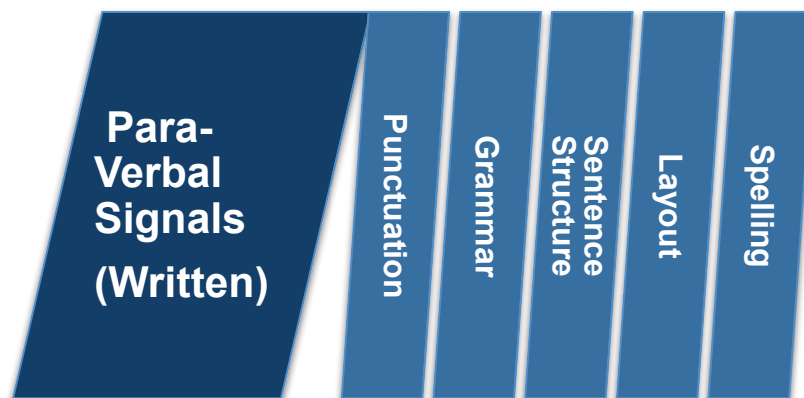 Para-
Verbal
Signals
(Written)
Punctuation
Grammar
Sentence
Structure
Layout
Spelling